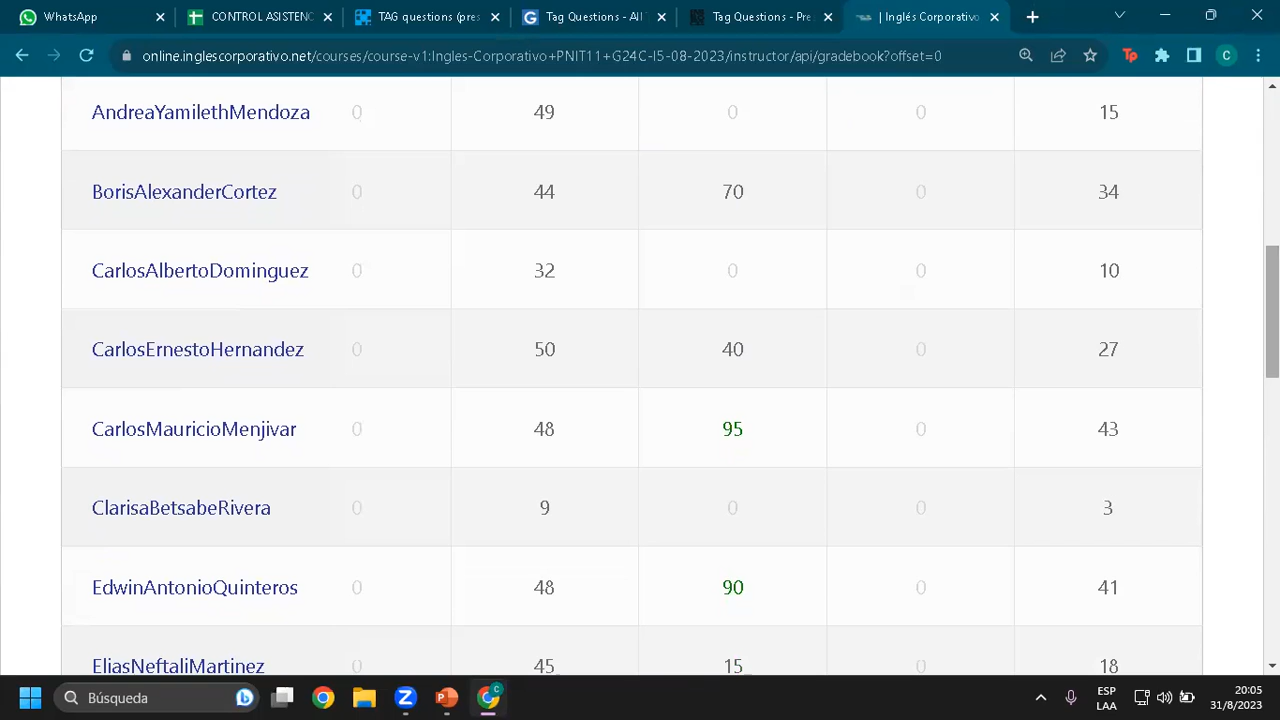 WhatsApp
CONTROL ASISTENC
TAG questions (pres
Tag Questions - All T
Tag Questions - Pre
| Inglés Corporativo
online.inglescorporativo.net/courses/course-v1:Ingles-Corporativo+PNIT11+G24C-I5-08-2023/instructor/api/gradebook?offset=0
Tp
C
AndreaYamilethMendoza 0 49 0 0 15
BorisAlexanderCortez 0 44 70 0 34
CarlosAlbertoDominguez 0 32 0 0 10
CarlosErnestoHernandez 0 50 40 0 27
CarlosMauricioMenjivar 0 48 95 0 43
ClarisaBetsabeRivera 0 9 0 0 3
EdwinAntonioQuinteros 0 48 90 0 41
EliasNeftaliMartinez 0 45 15 0 18
Búsqueda
ESP
LAA
20:05
31/8/2023